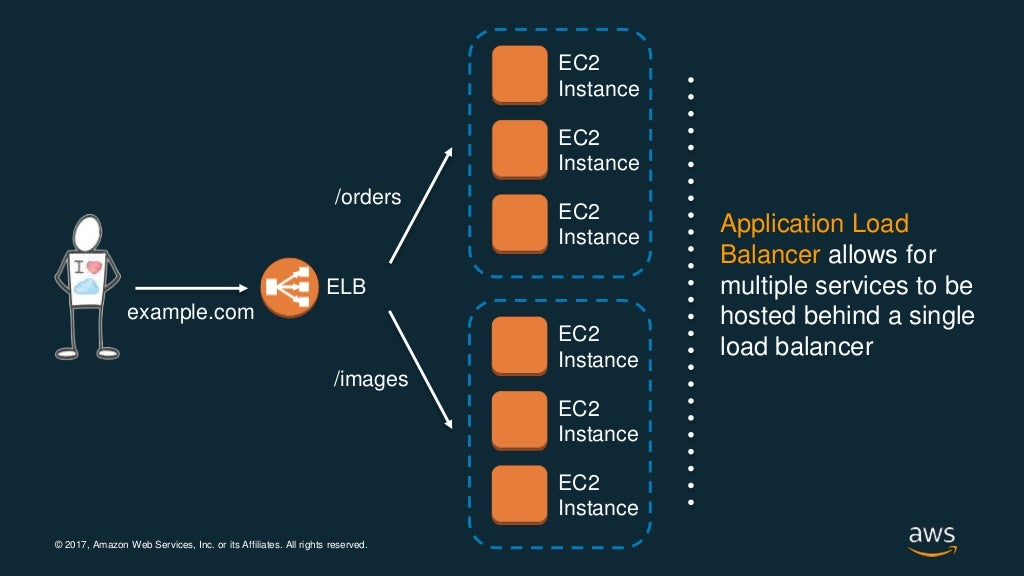 EC2
Instance
EC2
Instance
/orders
EC2
Instance
I
example.com
ELB
/images
EC2
Instance
EC2
Instance
EC2
Instance
Application Load
Balancer allows for
multiple services to be
hosted behind a single
load balancer
© 2017, Amazon Web Services, Inc. or its Affiliates. All rights reserved.
aws